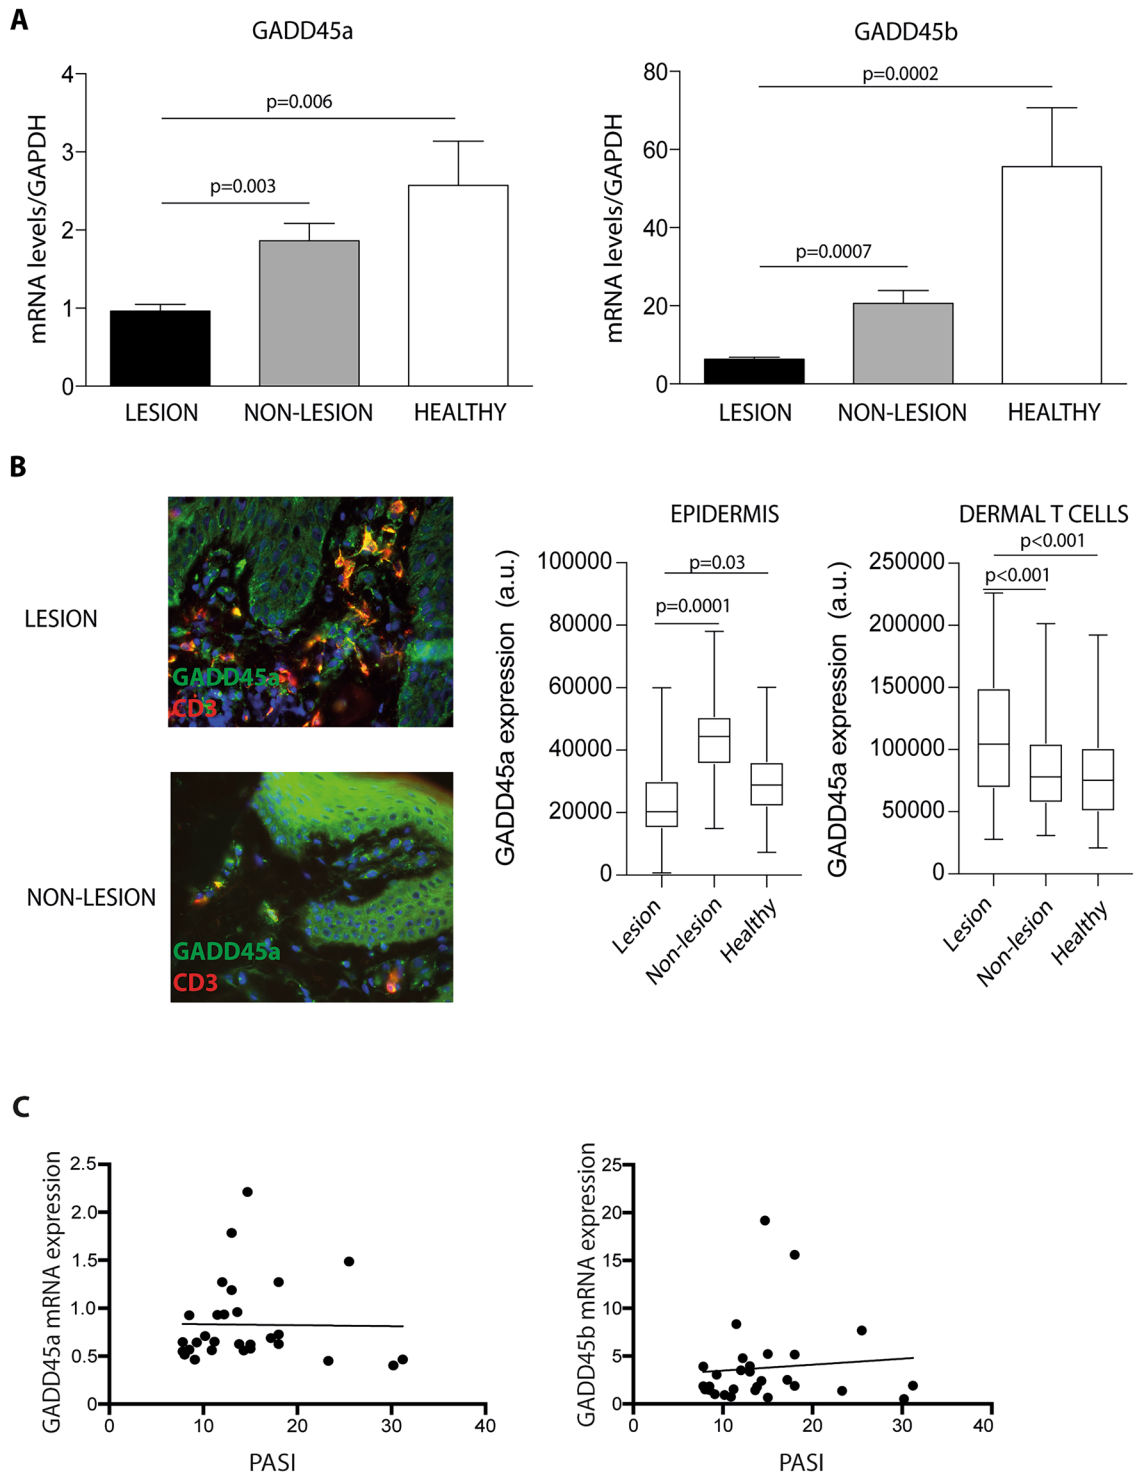 A
GADD45a
mRNA levels/GAPDH
4
3
2
1
0
p=0.006
p=0.003
LESION
NON-LESION
HEALTHY
GADD45b
mRNA levels/GAPDH
80
60
40
20
0
p=0.0002
p=0.0007
LESION
NON-LESION
HEALTHY
B
LESION
GADD45a
CD3
NON-LESION
GADD45a
CD3
EPIDERMIS
GADD45a expression (a.u.)
100000
80000
60000
40000
20000
0
p=0.03
p=0.0001
Lesion
Non-lesion
Healthy
DERMAL T CELLS
GADD45a expression (a.u.)
250000
200000
150000
100000
50000
0
p<0.001
p<0.001
Lesion
Non-lesion
Healthy
C
GADD45a mRNA expression
2.5
2.0
1.5
1.0
0.5
0
0
10
20
30
40
PASI
GADD45b mRNA expression
25
20
15
10
5
0
0
10
20
30
40
PASI